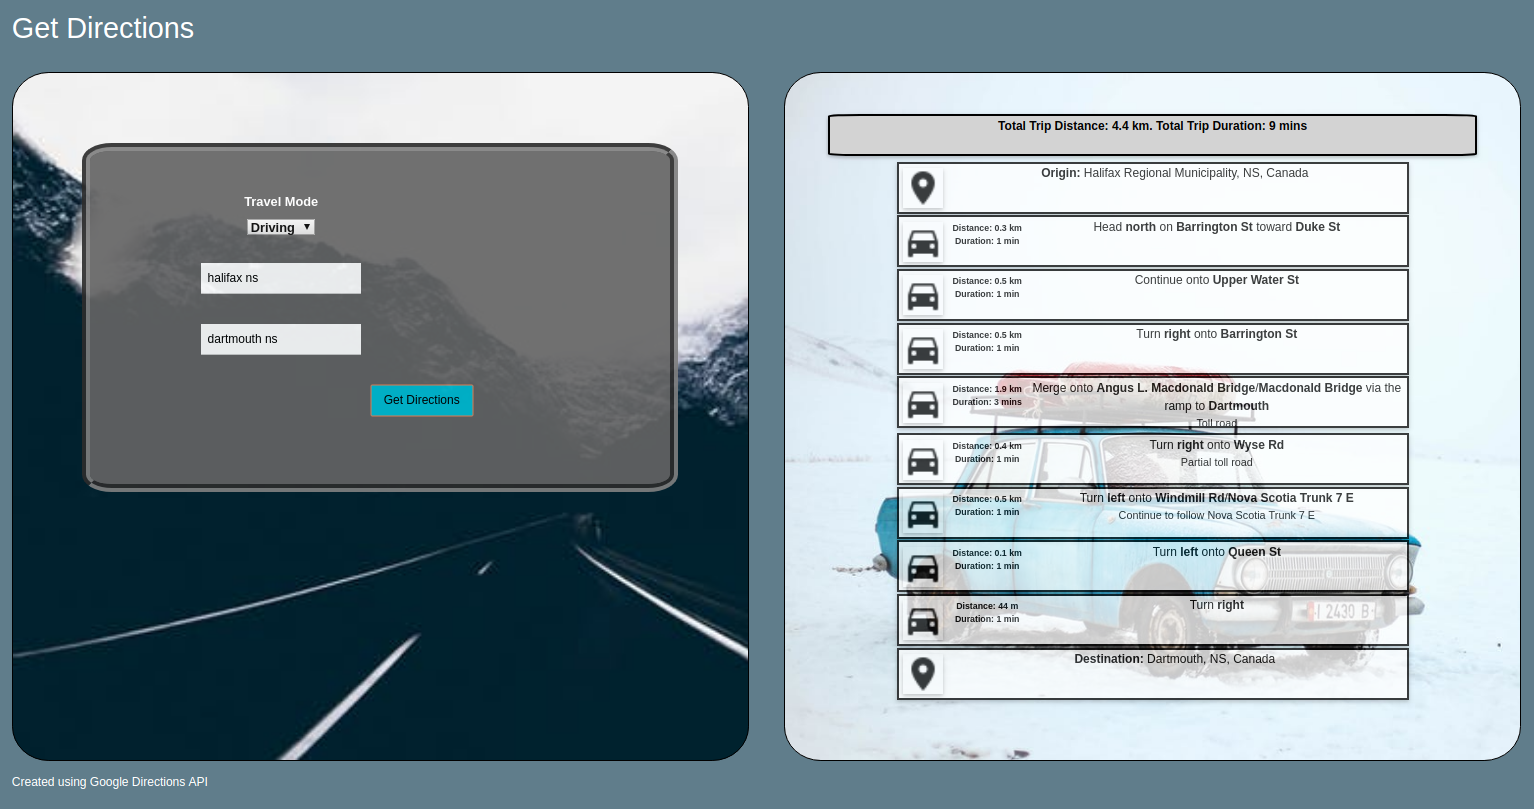 Get Directions
Travel Mode
Driving
halifax ns
dartmouth ns
Get Directions
Total Trip Distance: 4.4 km. Total Trip Duration: 9 mins
Origin: Halifax Regional Municipality, NS, Canada
Distance: 0.3 km
Duration: 1 min
Head north on Barrington St toward Duke St
Distance: 0.5 km
Duration: 1 min
Continue onto Upper Water St
Distance: 0.5 km
Duration: 1 min
Turn right onto Barrington St
Distance: 1.9 km
Duration: 3 mins
Merge onto Angus L. Macdonald Bridge/Macdonald Bridge via the
ramp to Dartmouth
Toll road
Distance: 0.4 km
Duration: 1 min
Turn right onto Wyse Rd
Partial toll road
Distance: 0.5 km
Duration: 1 min
Turn left onto Windmill Rd/Nova Scotia Trunk 7 E
Continue to follow Nova Scotia Trunk 7 E
Distance: 0.1 km
Duration: 1 min
Turn left onto Queen St
Distance: 44 m
Duration: 1 min
Turn right
2430
Destination: Dartmouth, NS, Canada
Created using Google Directions API